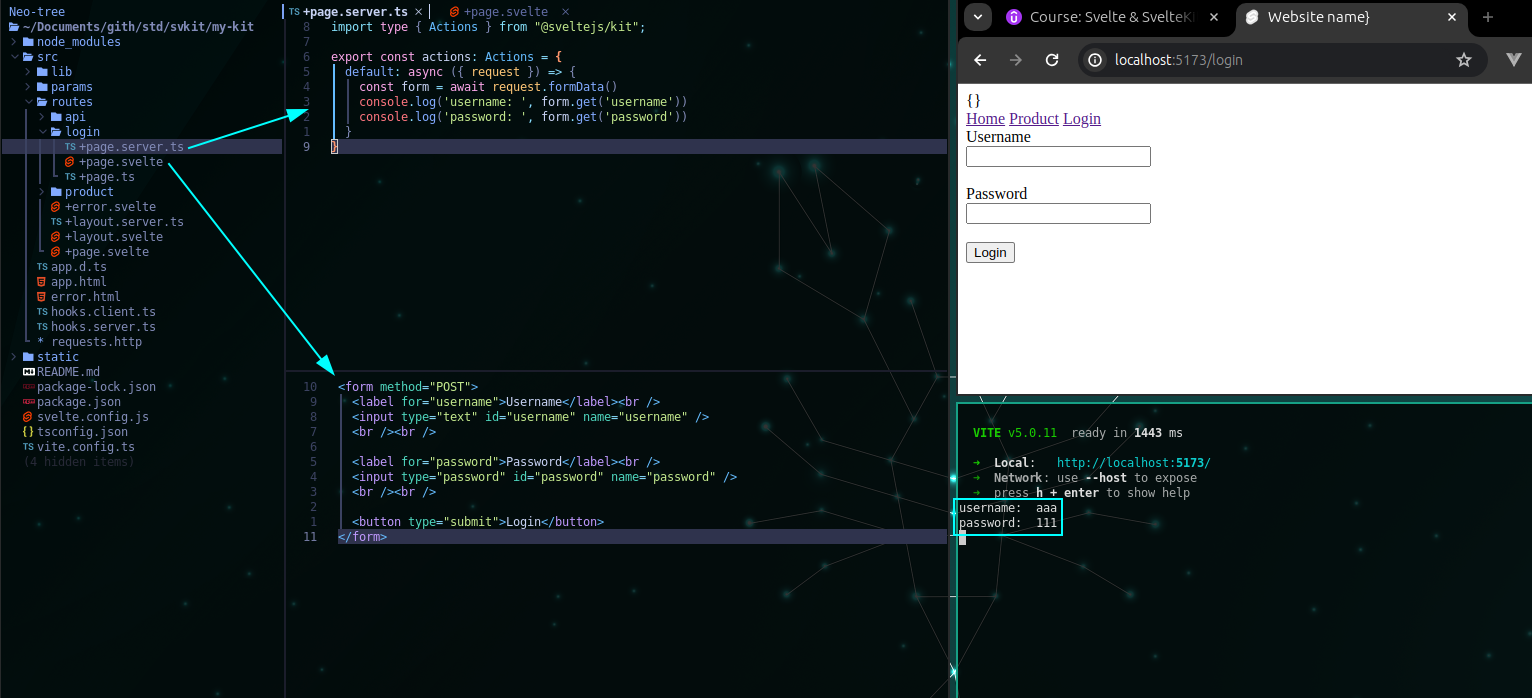 Neo-tree
~/Documents/gith/std/svkit/my-kit
node_modules
src
lib
params
routes
api
login
TS +page.server.ts
+page.svelte
TS +page.ts
product
+error.svelte
TS +layout.server.ts
+layout.svelte
+page.svelte
TS app.d.ts
app.html
error.html
TS hooks.client.ts
TS hooks.server.ts
* requests.http
static
README.md
package-lock.json
package.json
svelte.config.js
{} tsconfig.json
TS vite.config.ts
(4 hidden items)
TS +page.server.ts × +page.svelte ×
8 import type { Actions } from "@sveltejs/kit";
7
6 export const actions: Actions = {
5 default: async ({ request }) => {
4 const form = await request.formData()
3 console.log('username: ', form.get('username'))
2 console.log('password: ', form.get('password'))
1 }
9 }
10 <form method="POST">
9 <label for="username">Username</label><br />
8 <input type="text" id="username" name="username" />
7 <br /><br />
6
5 <label for="password">Password</label><br />
4 <input type="password" id="password" name="password" />
3 <br /><br />
2
1 <button type="submit">Login</button>
11 </form>
Course: Svelte & SvelteKi × Website name} × +
localhost:5173/login
{}
Home Product Login
Username
Password
Login
VITE v5.0.11 ready in 1443 ms
➜ Local: http://localhost:5173/
➜ Network: use --host to expose
➜ press h + enter to show help
username: aaa
password: 111